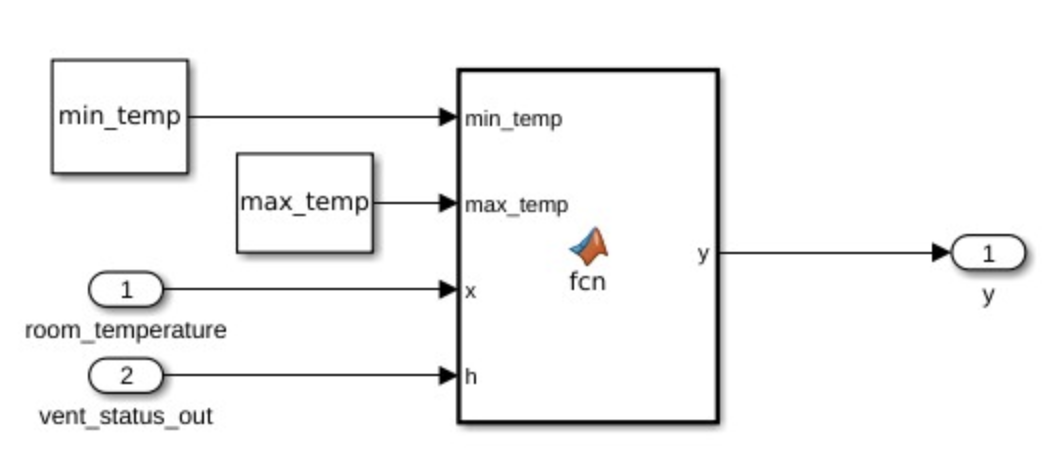 min_temp
min_temp
max_temp
max_temp
y
fcn
1
y
1
x
room_temperature
2
h
vent_status_out